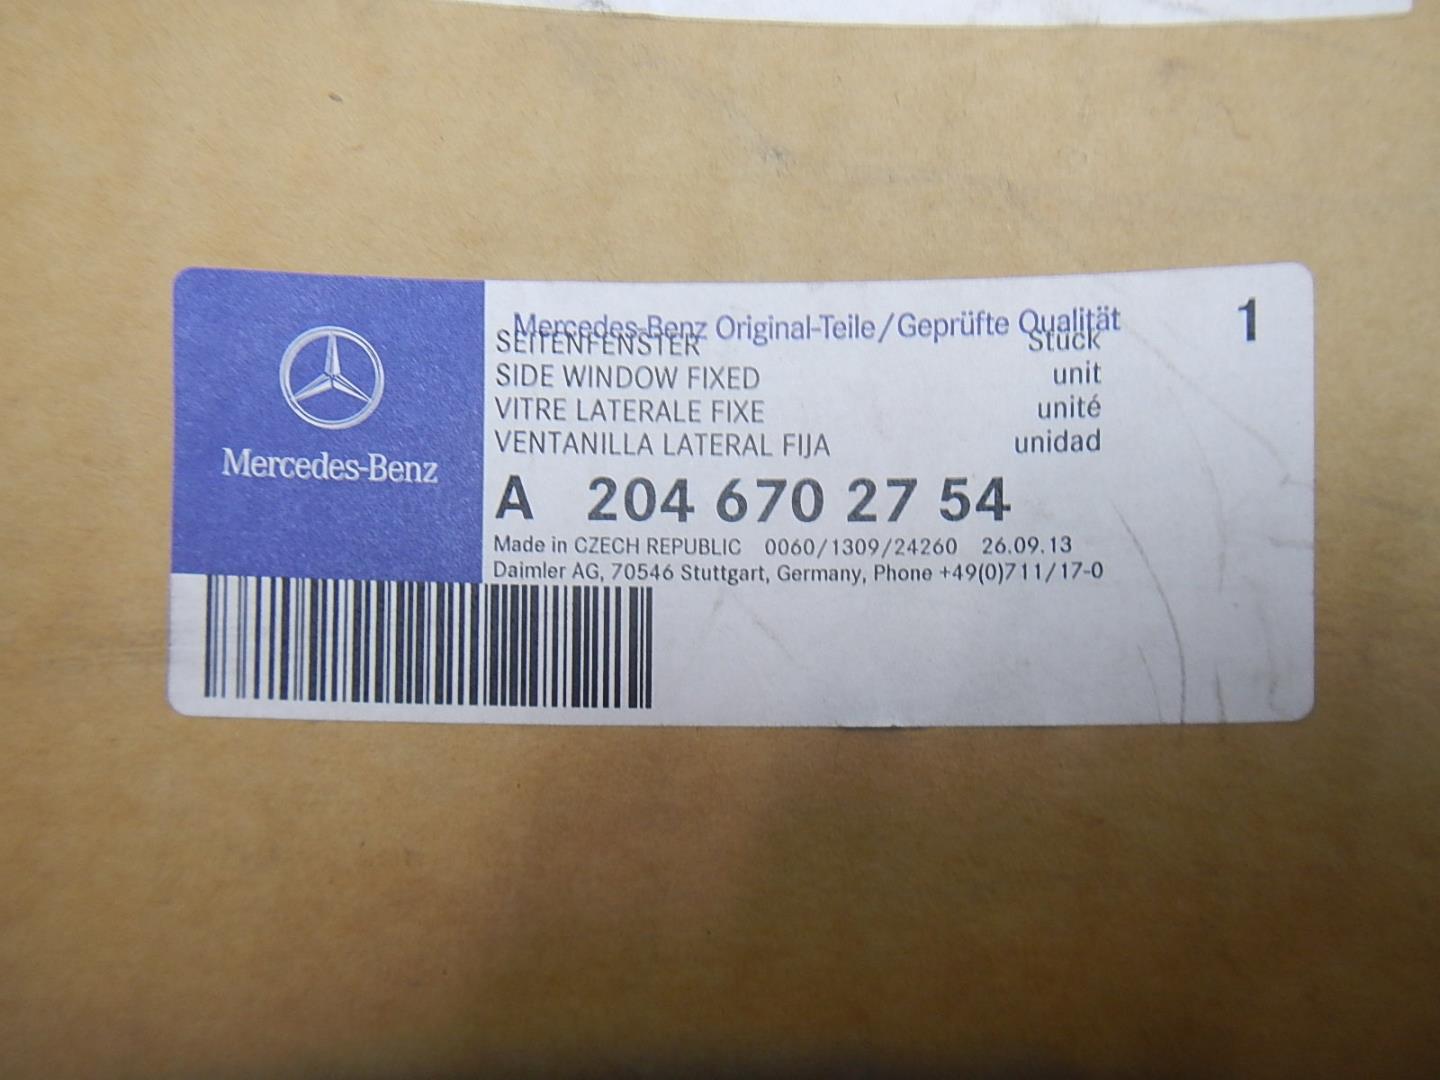 Mercedes-Benz Original-Teile/Geprüfte Qualität
1
SEITENFENSTER Stück
SIDE WINDOW FIXED unit
VITRE LATERALE FIXE unité
VENTANILLA LATERAL FIJA unidad
Mercedes-Benz
A 204 670 27 54
Made in CZECH REPUBLIC 0060/1309/24260 26.09.13
Daimler AG, 70546 Stuttgart, Germany, Phone +49(0)711/17-0